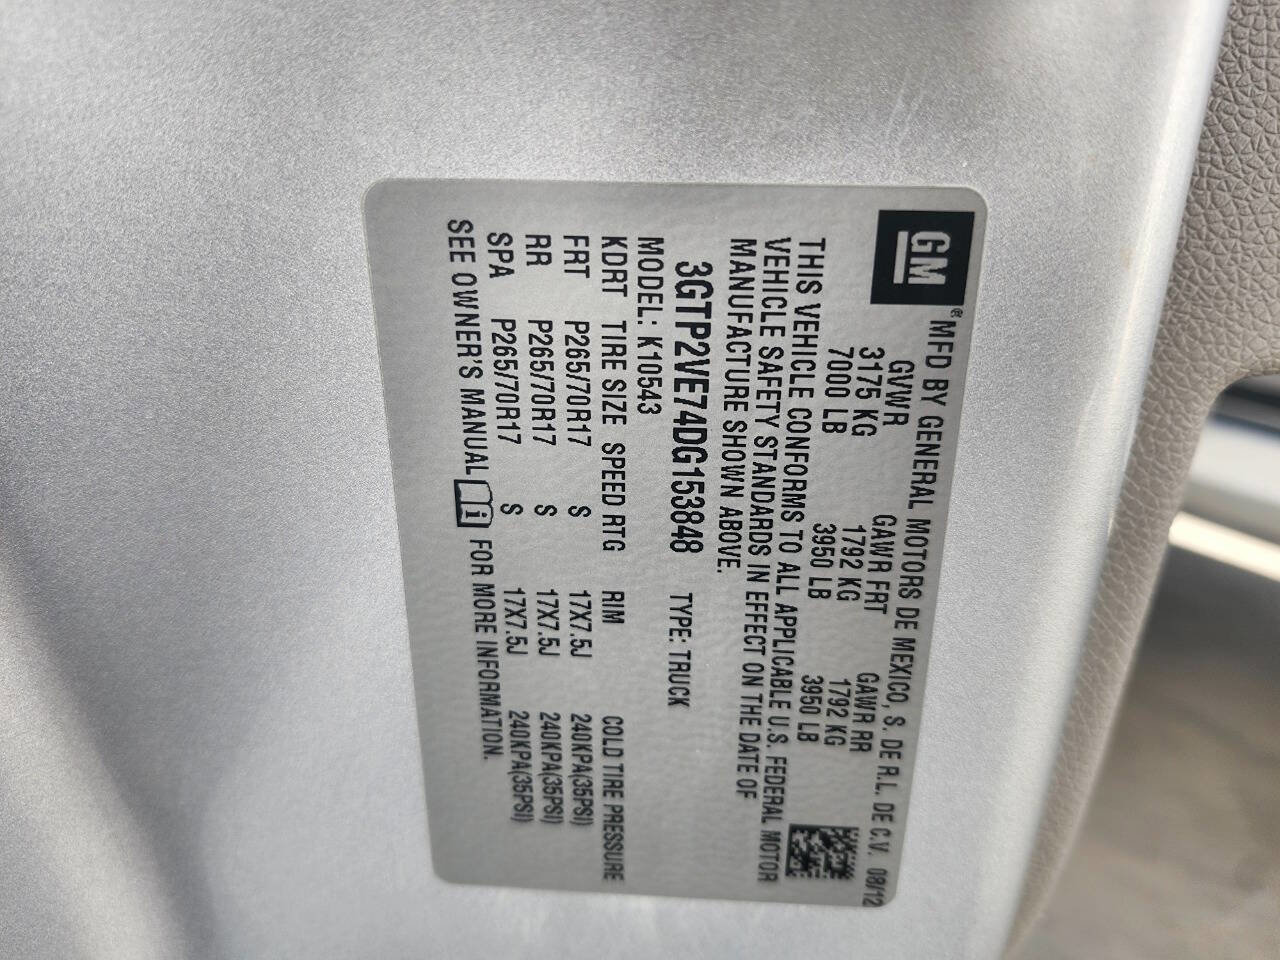 GM® MFD BY GENERAL MOTORS DE MEXICO, S. DE R.L. DE C.V. 08/12
GVWR GAWR FRT GAWR RR
3175 KG 1792 KG 1792 KG
7000 LB 3950 LB 3950 LB
THIS VEHICLE CONFORMS TO ALL APPLICABLE U.S. FEDERAL MOTOR
VEHICLE SAFETY STANDARDS IN EFFECT ON THE DATE OF
MANUFACTURE SHOWN ABOVE.
3GTP2VE74DG153848 TYPE: TRUCK
MODEL: K10543
KDRT TIRE SIZE SPEED RTG RIM COLD TIRE PRESSURE
FRT P265/70R17 S 17X7.5J 240KPA(35PSI)
RR P265/70R17 S 17X7.5J 240KPA(35PSI)
SPA P265/70R17 S 17X7.5J 240KPA(35PSI)
SEE OWNER'S MANUAL i FOR MORE INFORMATION.